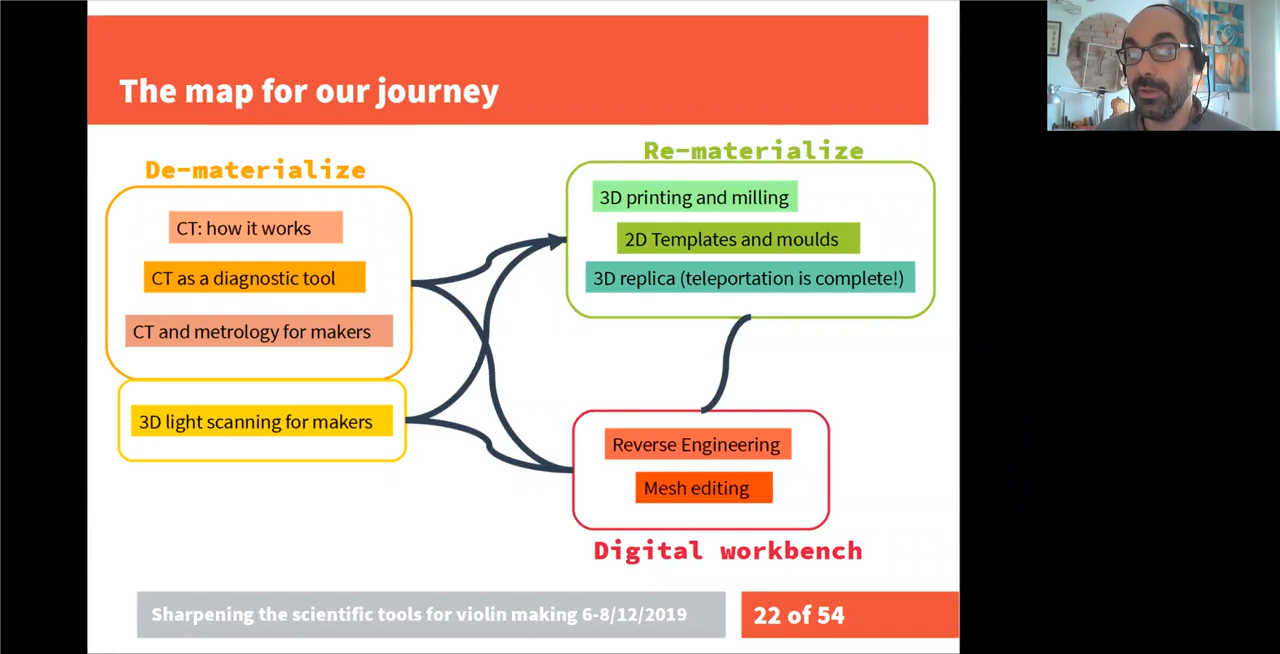 The map for our journey
De-materialize
CT: how it works
CT as a diagnostic tool
CT and metrology for makers
3D light scanning for makers
Re-materialize
3D printing and milling
2D Templates and moulds
3D replica (teleportation is complete!)
Reverse Engineering
Mesh editing
Digital workbench
Sharpening the scientific tools for violin making 6-8/12/2019
22 of 54